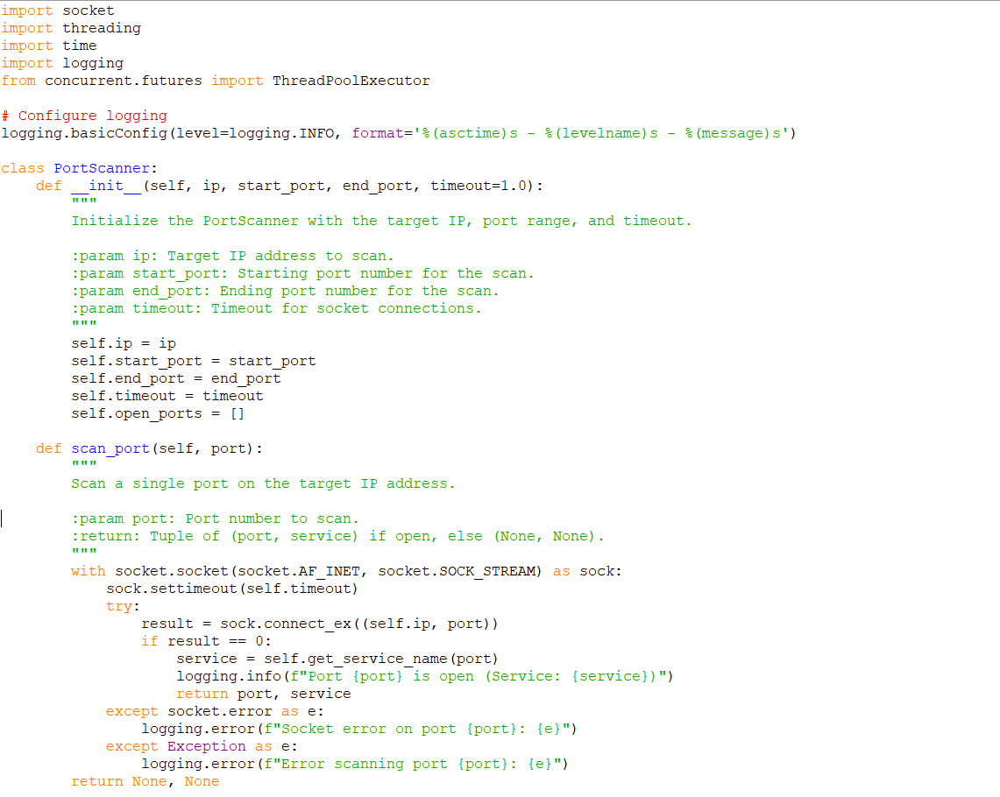 import socket
import threading
import time
import logging
from concurrent.futures import ThreadPoolExecutor

# Configure logging
logging.basicConfig(level=logging.INFO, format='%(asctime)s - %(levelname)s - %(message)s')

class PortScanner:
    def __init__(self, ip, start_port, end_port, timeout=1.0):
        """
        Initialize the PortScanner with the target IP, port range, and timeout.

        :param ip: Target IP address to scan.
        :param start_port: Starting port number for the scan.
        :param end_port: Ending port number for the scan.
        :param timeout: Timeout for socket connections.
        """
        self.ip = ip
        self.start_port = start_port
        self.end_port = end_port
        self.timeout = timeout
        self.open_ports = []

    def scan_port(self, port):
        """
        Scan a single port on the target IP address.

        :param port: Port number to scan.
        :return: Tuple of (port, service) if open, else (None, None).
        """
        with socket.socket(socket.AF_INET, socket.SOCK_STREAM) as sock:
            sock.settimeout(self.timeout)
            try:
                result = sock.connect_ex((self.ip, port))
                if result == 0:
                    service = self.get_service_name(port)
                    logging.info(f"Port {port} is open (Service: {service})")
                    return port, service
            except socket.error as e:
                logging.error(f"Socket error on port {port}: {e}")
            except Exception as e:
                logging.error(f"Error scanning port {port}: {e}")
        return None, None